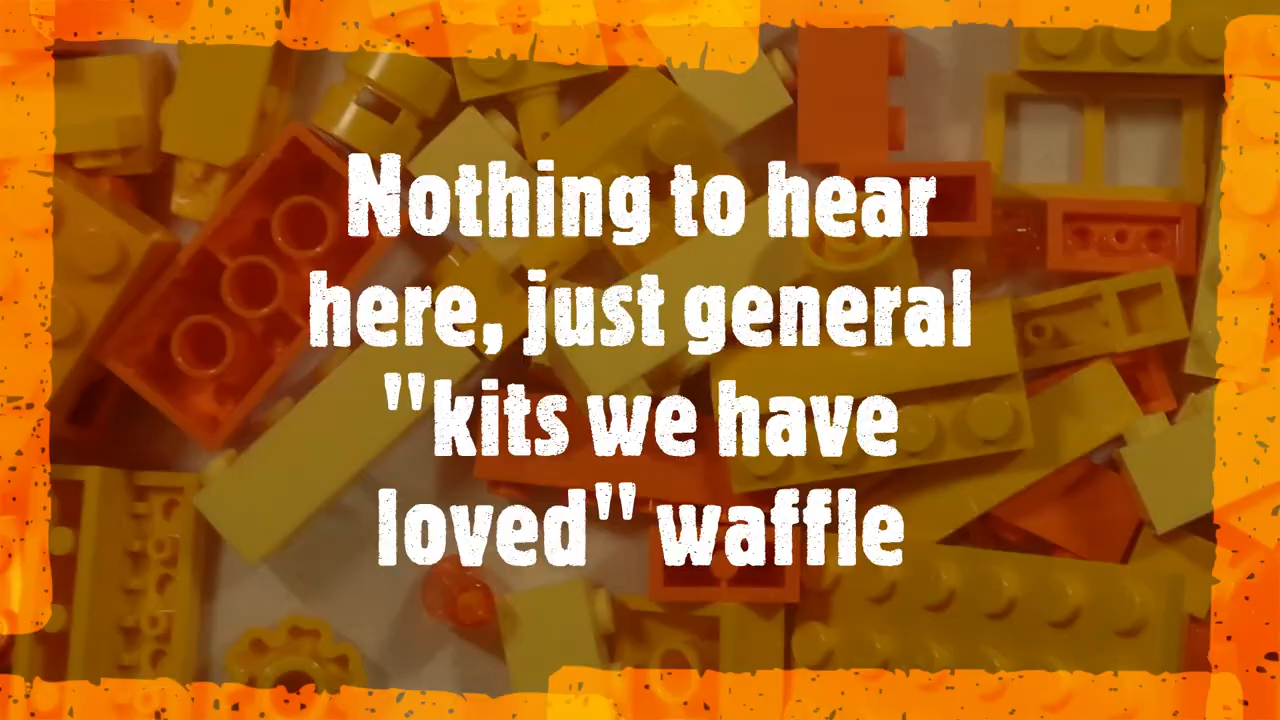 Nothing to hear
here, just general
"kits we have
loved" waffle